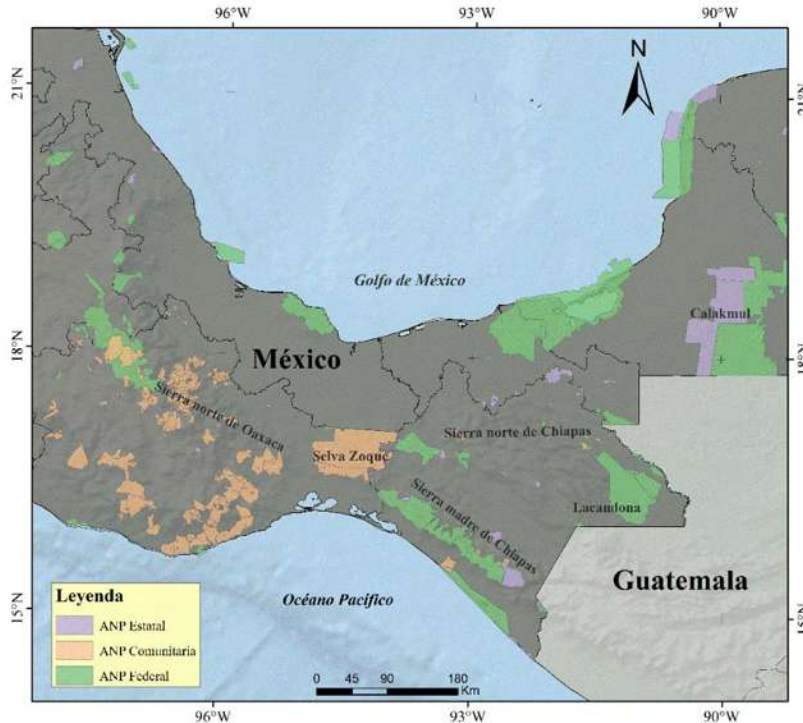 96°W 93°W 90°W
N
21°N 21°N
Golfo de México
Calakmul
18°N 18°N
México
Sierra norte de Oaxaca
Selva Zoque
Sierra norte de Chiapas
Sierra madre de Chiapas
Lacandona
Guatemala
Océano Pacífico
15°N 15°N
Leyenda
ANP Estatal
ANP Comunitaria
ANP Federal
0 45 90 180
Km
96°W 93°W 90°W